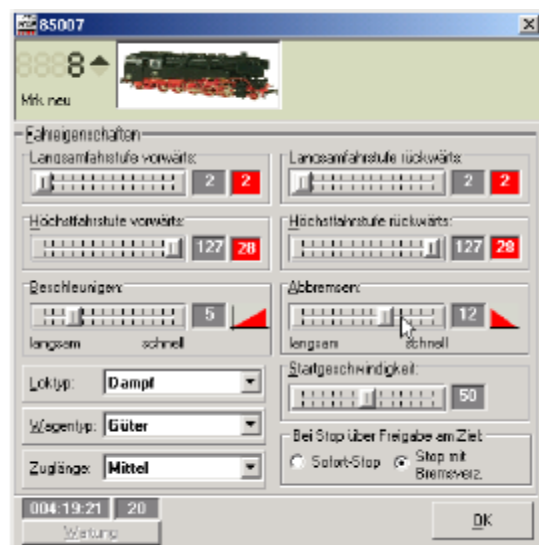 85007
8
Mrk neu
Fahreigenschaften
Langsamfahrstufe vorwärts:
2 2
Langsamfahrstufe rückwärts:
2 2
Höchstfahrstufe vorwärts:
127 28
Höchstfahrstufe rückwärts:
127 28
Beschleunigen:
5
langsam schnell
Abbremsen:
12
langsam schnell
Loktyp: Dampf
Wagentyp: Güter
Zuglänge: Mittel
Startgeschwindigkeit:
50
Bei Stop über Freigabe am Ziel:
Sofort-Stop
Stop mit
Bremsverz.
004:19:21 20
Wartung
OK